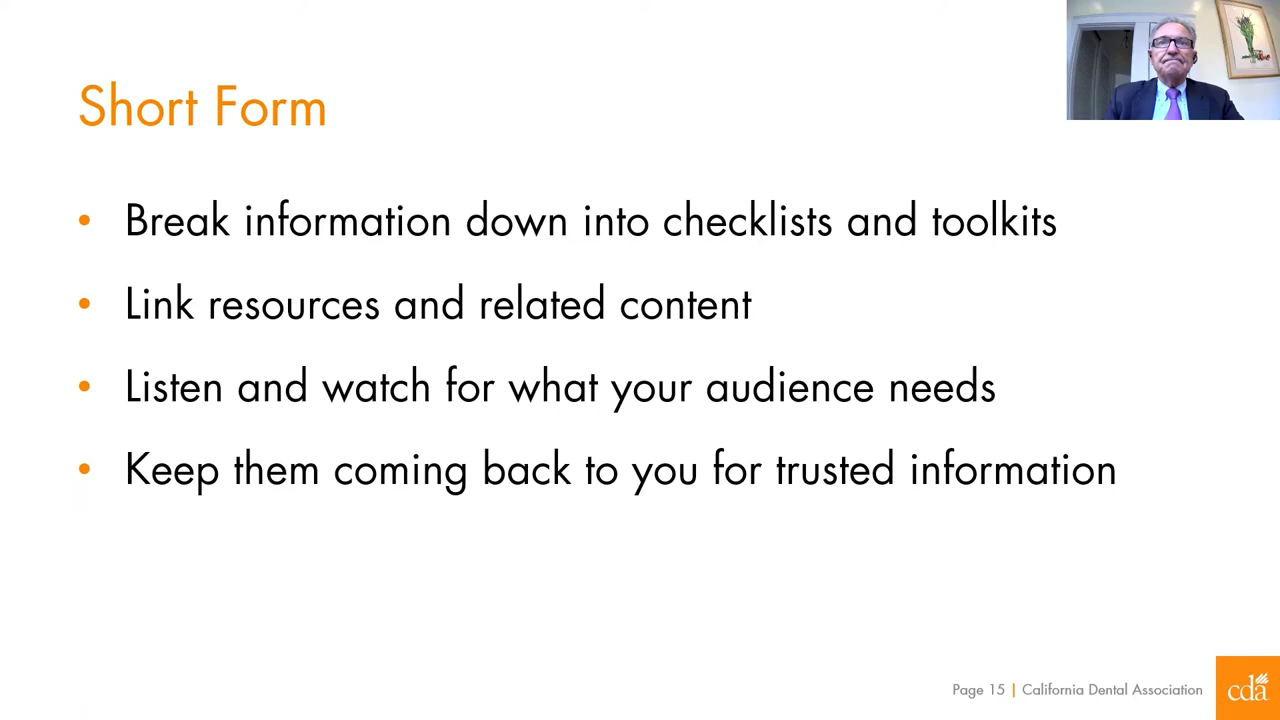 Short Form
• Break information down into checklists and toolkits
• Link resources and related content
• Listen and watch for what your audience needs
• Keep them coming back to you for trusted information
Page 15 | California Dental Association
cda